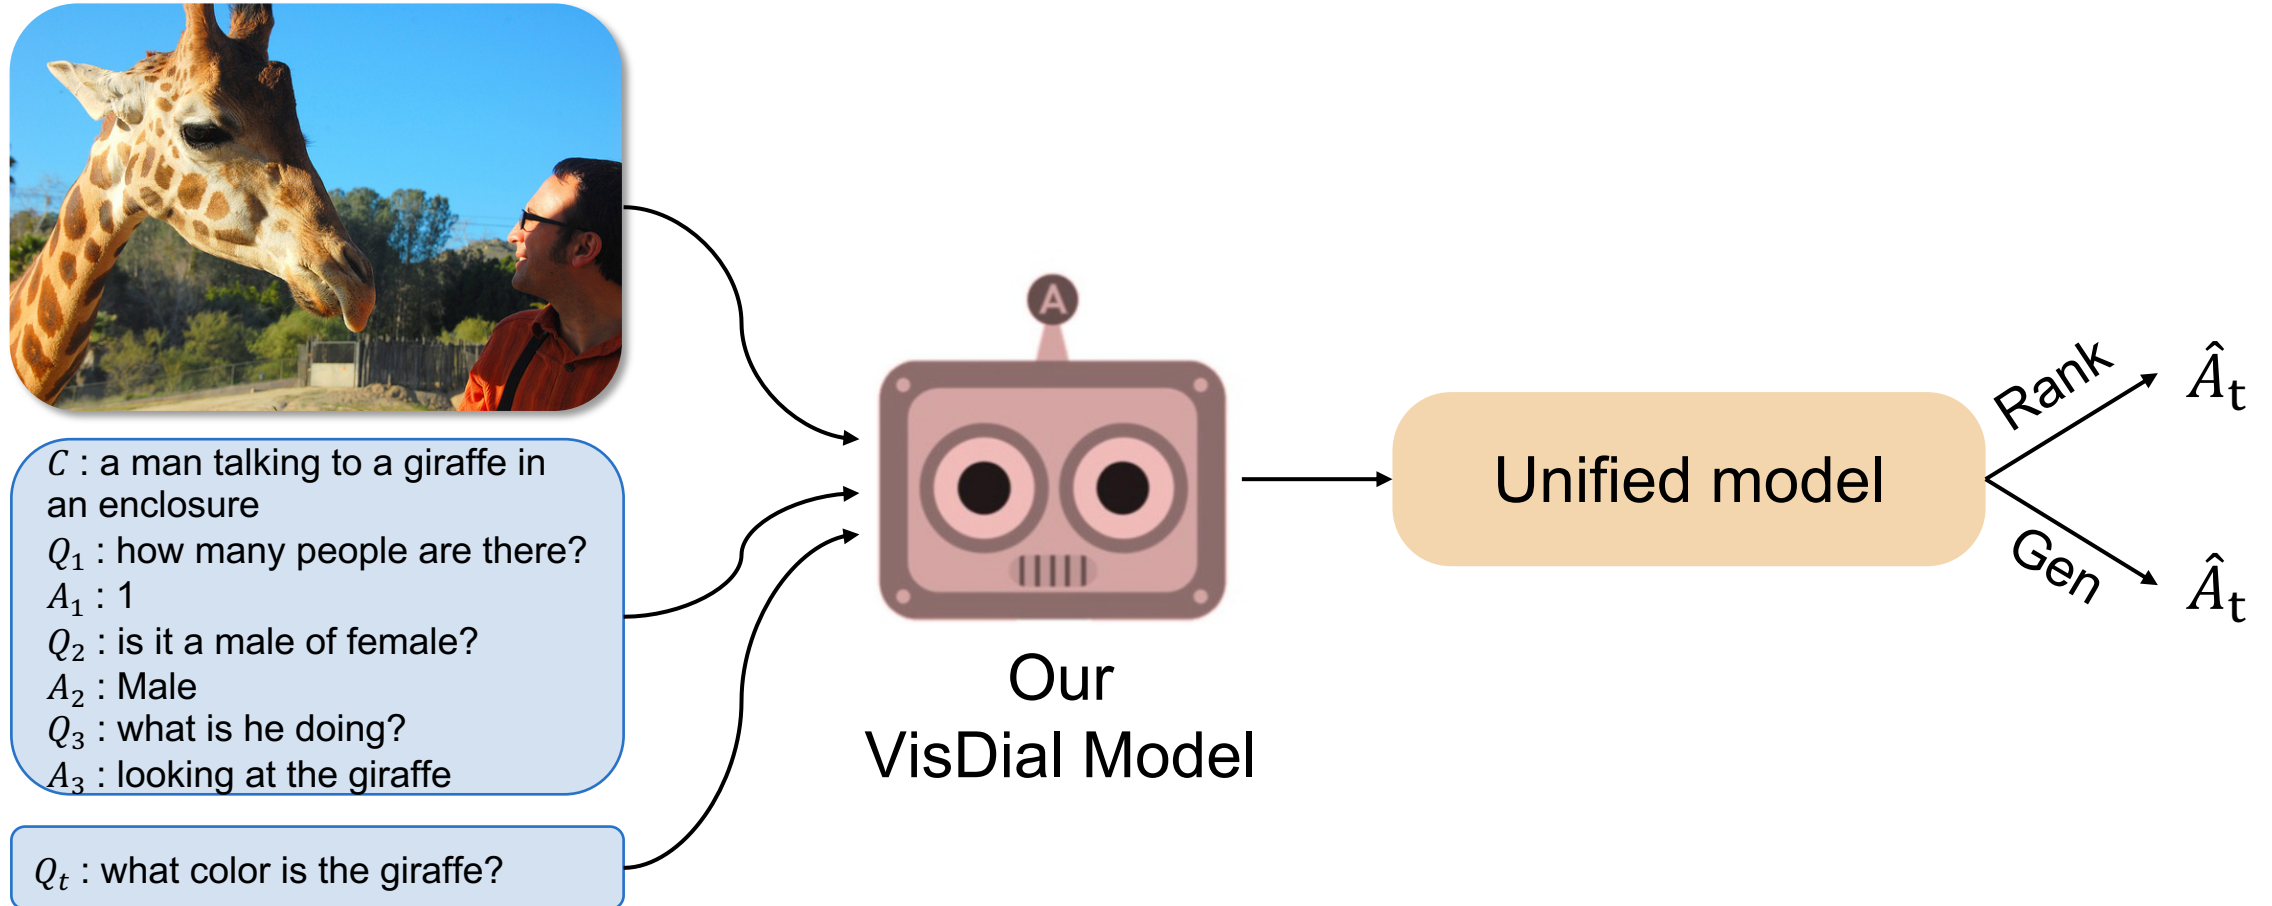 C : a man talking to a giraffe in
an enclosure
Q₁ : how many people are there?
A₁ : 1
Q₂ : is it a male of female?
A₂ : Male
Q₃ : what is he doing?
A₃ : looking at the giraffe
Qₜ : what color is the giraffe?
A
Our
VisDial Model
Unified model
Rank
Âₜ
Gen
Âₜ